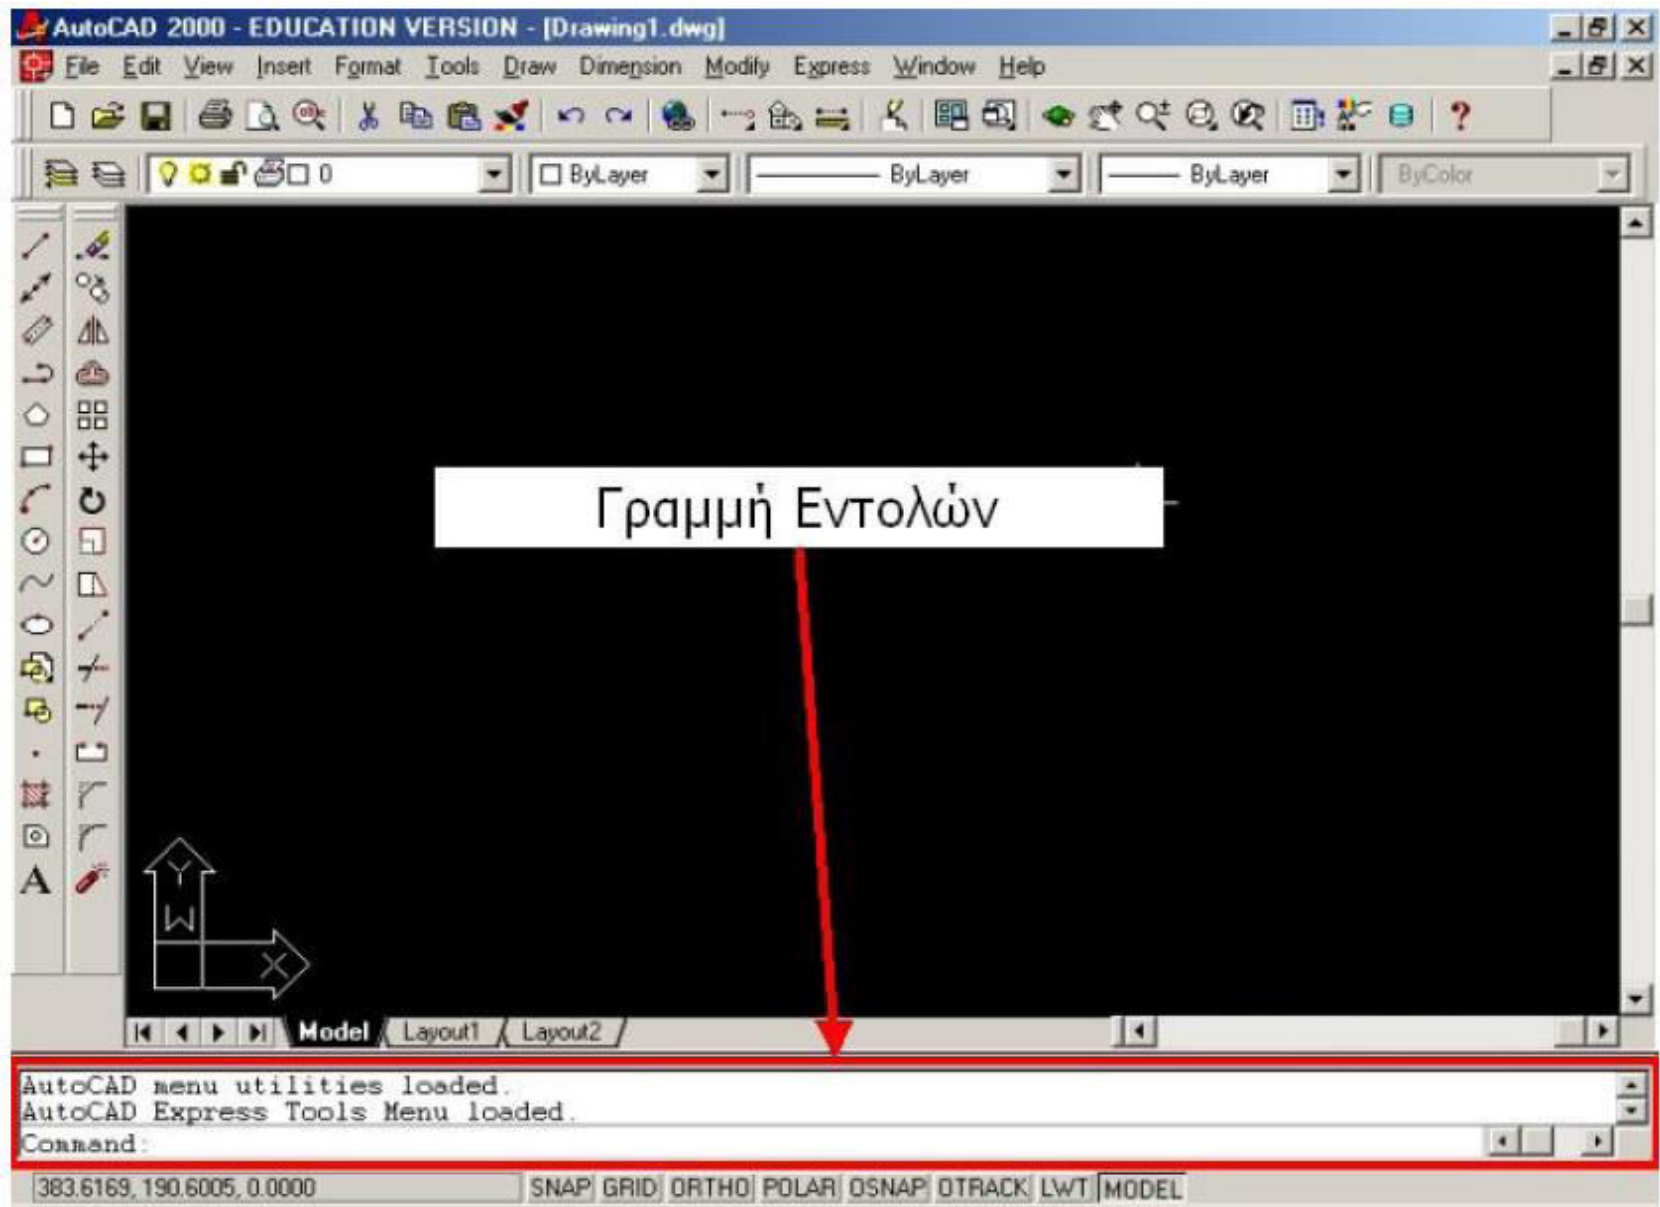 AutoCAD 2000 - EDUCATION VERSION - [Drawing1.dwg]
File Edit View Insert Format Tools Draw Dimension Modify Express Window Help
0 ByLayer ByLayer ByLayer ByColor
Γραμμή Εντολών
A
Y
W
X
Model Layout1 Layout2
AutoCAD menu utilities loaded.
AutoCAD Express Tools Menu loaded.
Command:
383.6169, 190.6005, 0.0000 SNAP GRID ORTHO POLAR OSNAP OTRACK LWT MODEL